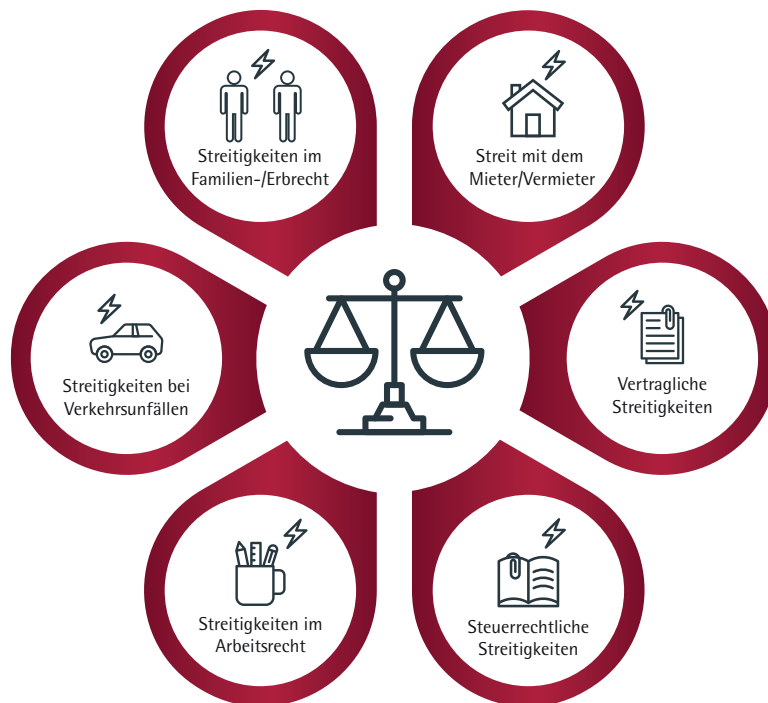 Streitigkeiten im
Familien-/Erbrecht
Streit mit dem
Mieter/Vermieter
Streitigkeiten bei
Verkehrsunfällen
Vertragliche
Streitigkeiten
Streitigkeiten im
Arbeitsrecht
Steuerrechtliche
Streitigkeiten